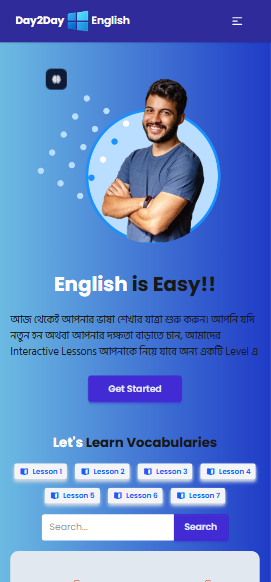 Day2Day English
English is Easy!!
আজ থেকেই আপনার ভাষা শেখার যাত্রা শুরু করুন। আপনি যদি
নতুন হন অথবা আপনার দক্ষতা বাড়াতে চান, আমাদের
Interactive Lessons আপনাকে নিয়ে যাবে অন্য একটি Level এ
Get Started
Let's Learn Vocabularies
Lesson 1 Lesson 2 Lesson 3 Lesson 4
Lesson 5 Lesson 6 Lesson 7
Search... Search